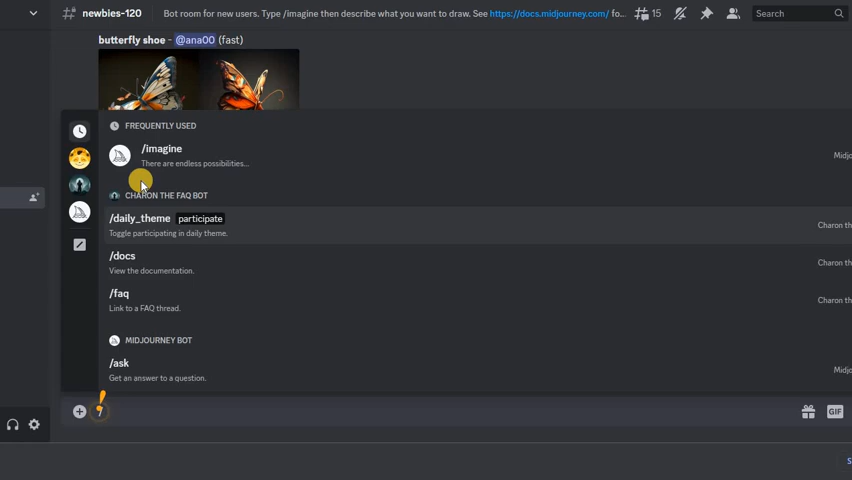 newbies-120
Bot room for new users. Type /imagine then describe what you want to draw. See https://docs.midjourney.com/ fo...
15
Search
butterfly shoe - @ana00 (fast)
FREQUENTLY USED
/imagine
There are endless possibilities...
Midjo
CHARON THE FAQ BOT
/daily_theme participate
Toggle participating in daily theme.
Charon th
/docs
View the documentation.
Charon th
/faq
Link to a FAQ thread.
Charon th
MIDJOURNEY BOT
/ask
Get an answer to a question.
Midjo
/
GIF
S